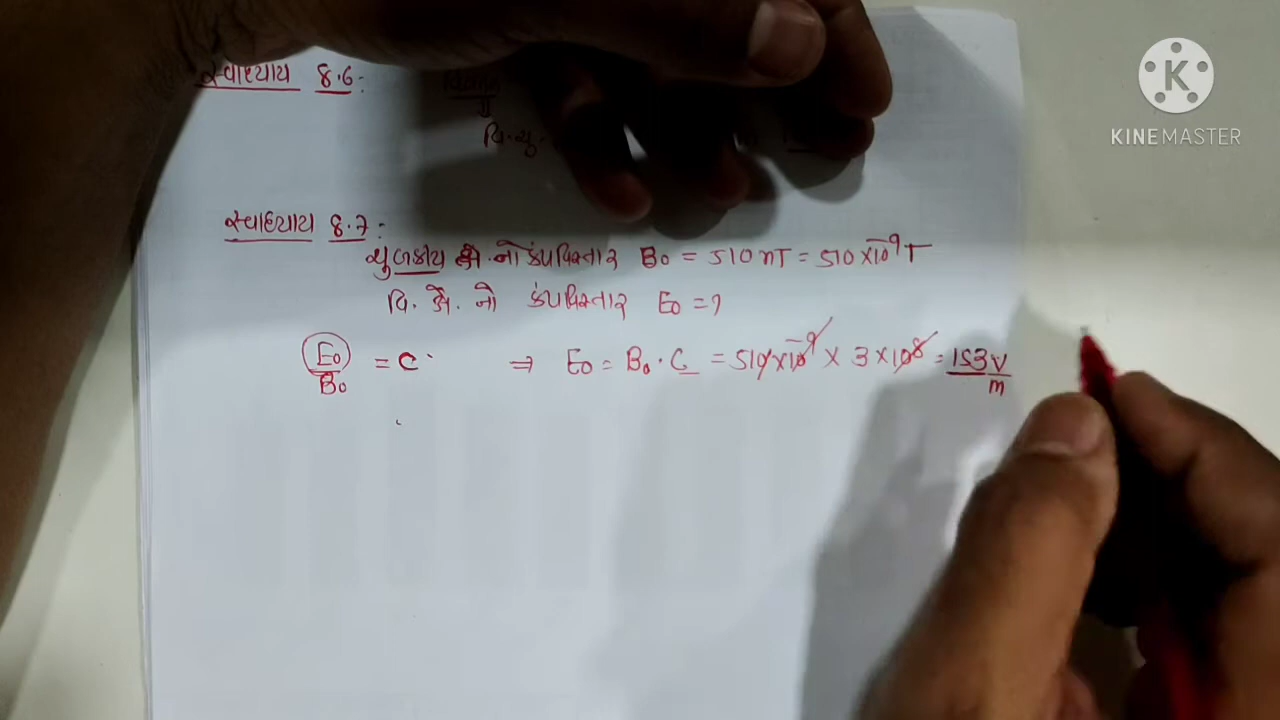 સ્વાધ્યાય 8.6:
વિ.ચુ.
KINEMASTER
સ્વાધ્યાય 8.7:
ચુંબકીય ક્ષે. નો કંપવિસ્તાર B₀ = 510 nT = 510 × 10⁻⁹ T
વિ. ક્ષે. નો કંપવિસ્તાર E₀ = ?
E₀/B₀ = C. ⇒ E₀ = B₀ · C = 510 × 10⁻⁹ × 3 × 10⁸ = 153 V/m